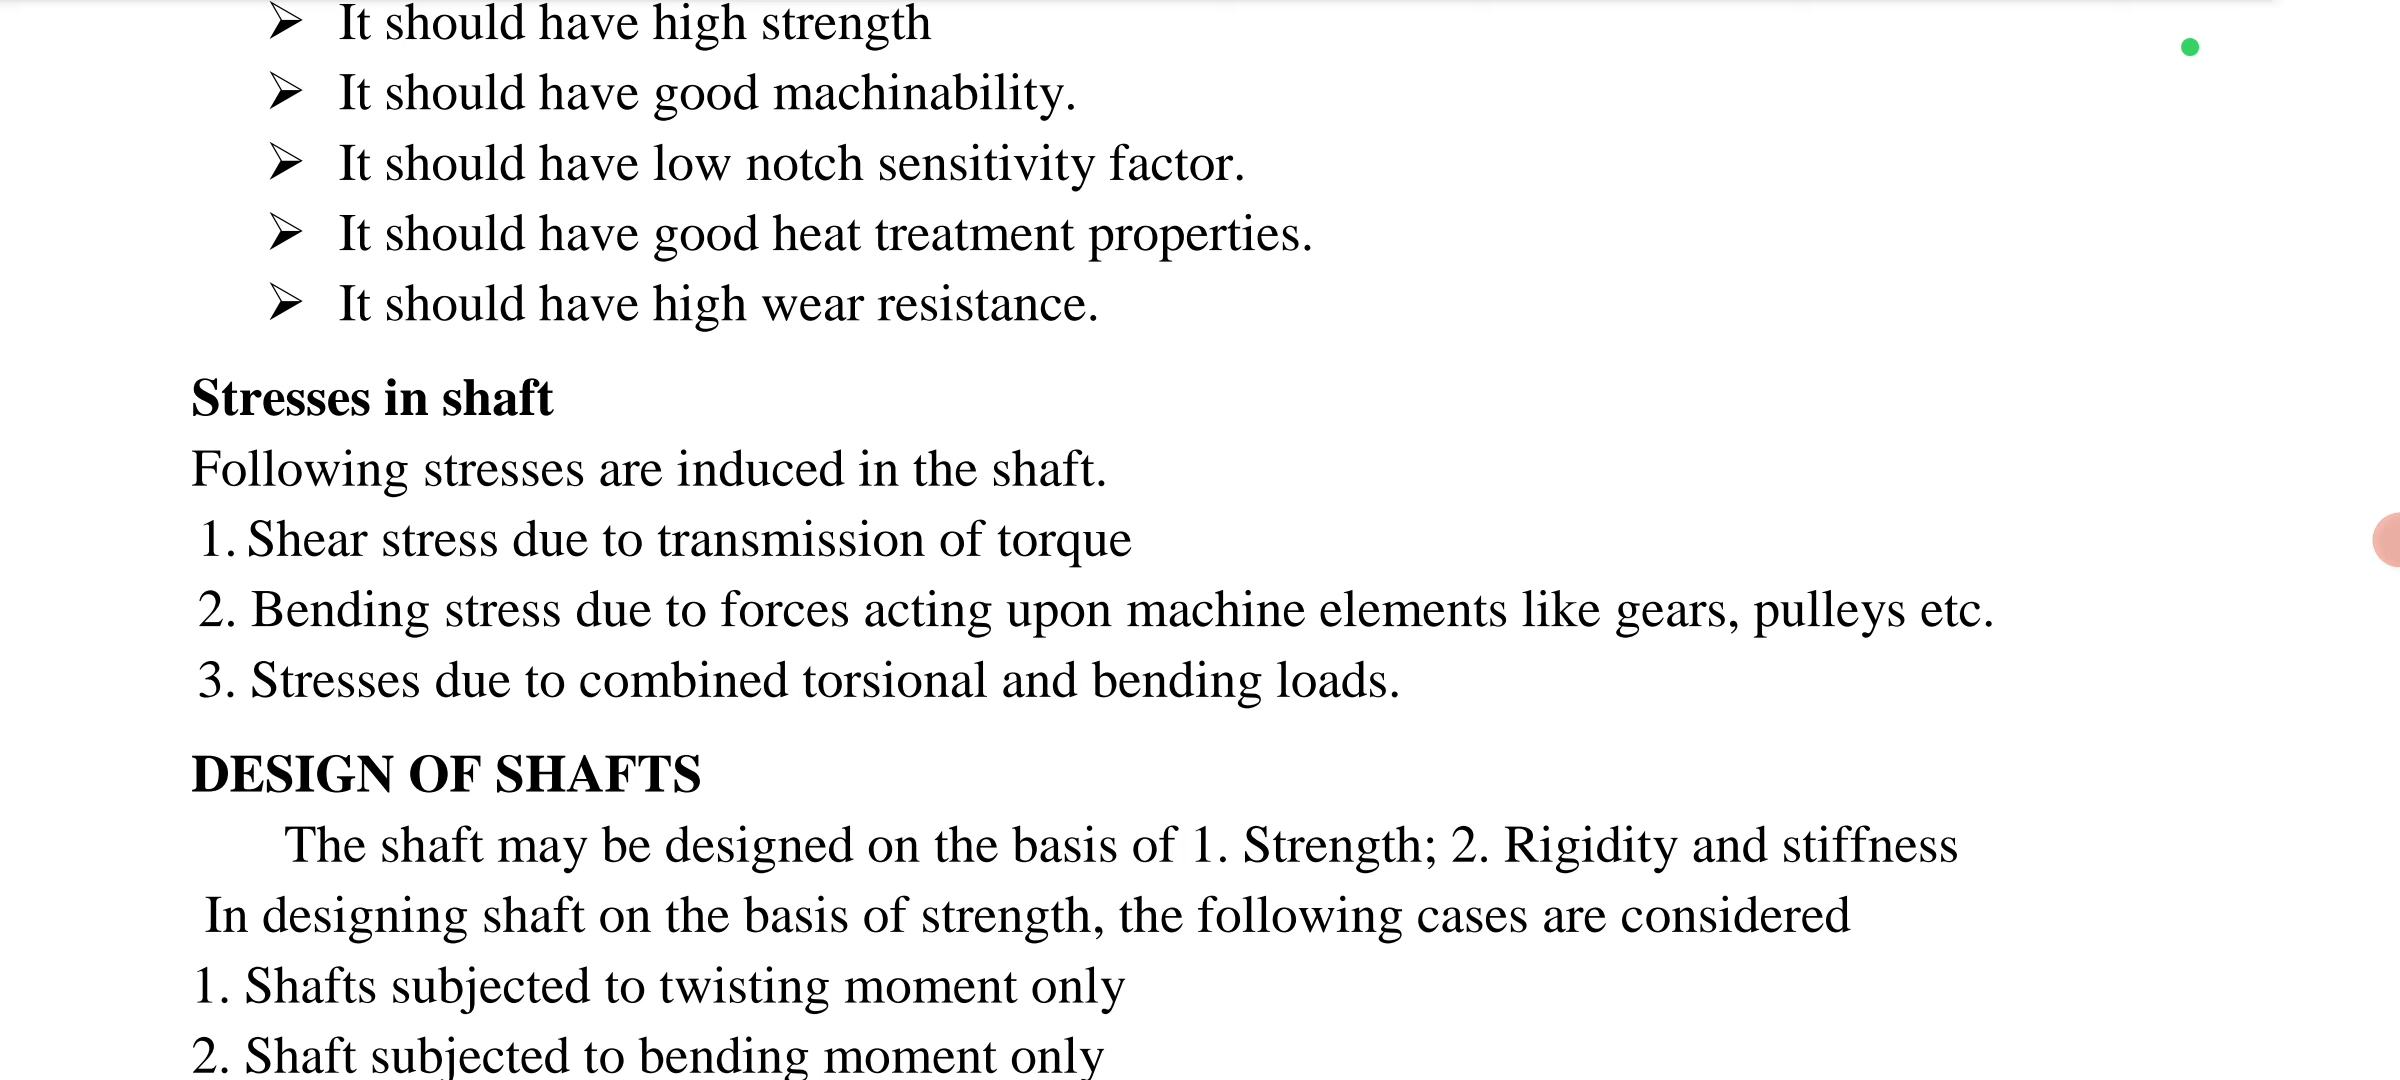 ➢ It should have high strength
➢ It should have good machinability.
➢ It should have low notch sensitivity factor.
➢ It should have good heat treatment properties.
➢ It should have high wear resistance.
Stresses in shaft
Following stresses are induced in the shaft.
1. Shear stress due to transmission of torque
2. Bending stress due to forces acting upon machine elements like gears, pulleys etc.
3. Stresses due to combined torsional and bending loads.
DESIGN OF SHAFTS
The shaft may be designed on the basis of 1. Strength; 2. Rigidity and stiffness
In designing shaft on the basis of strength, the following cases are considered
1. Shafts subjected to twisting moment only
2. Shaft subjected to bending moment only